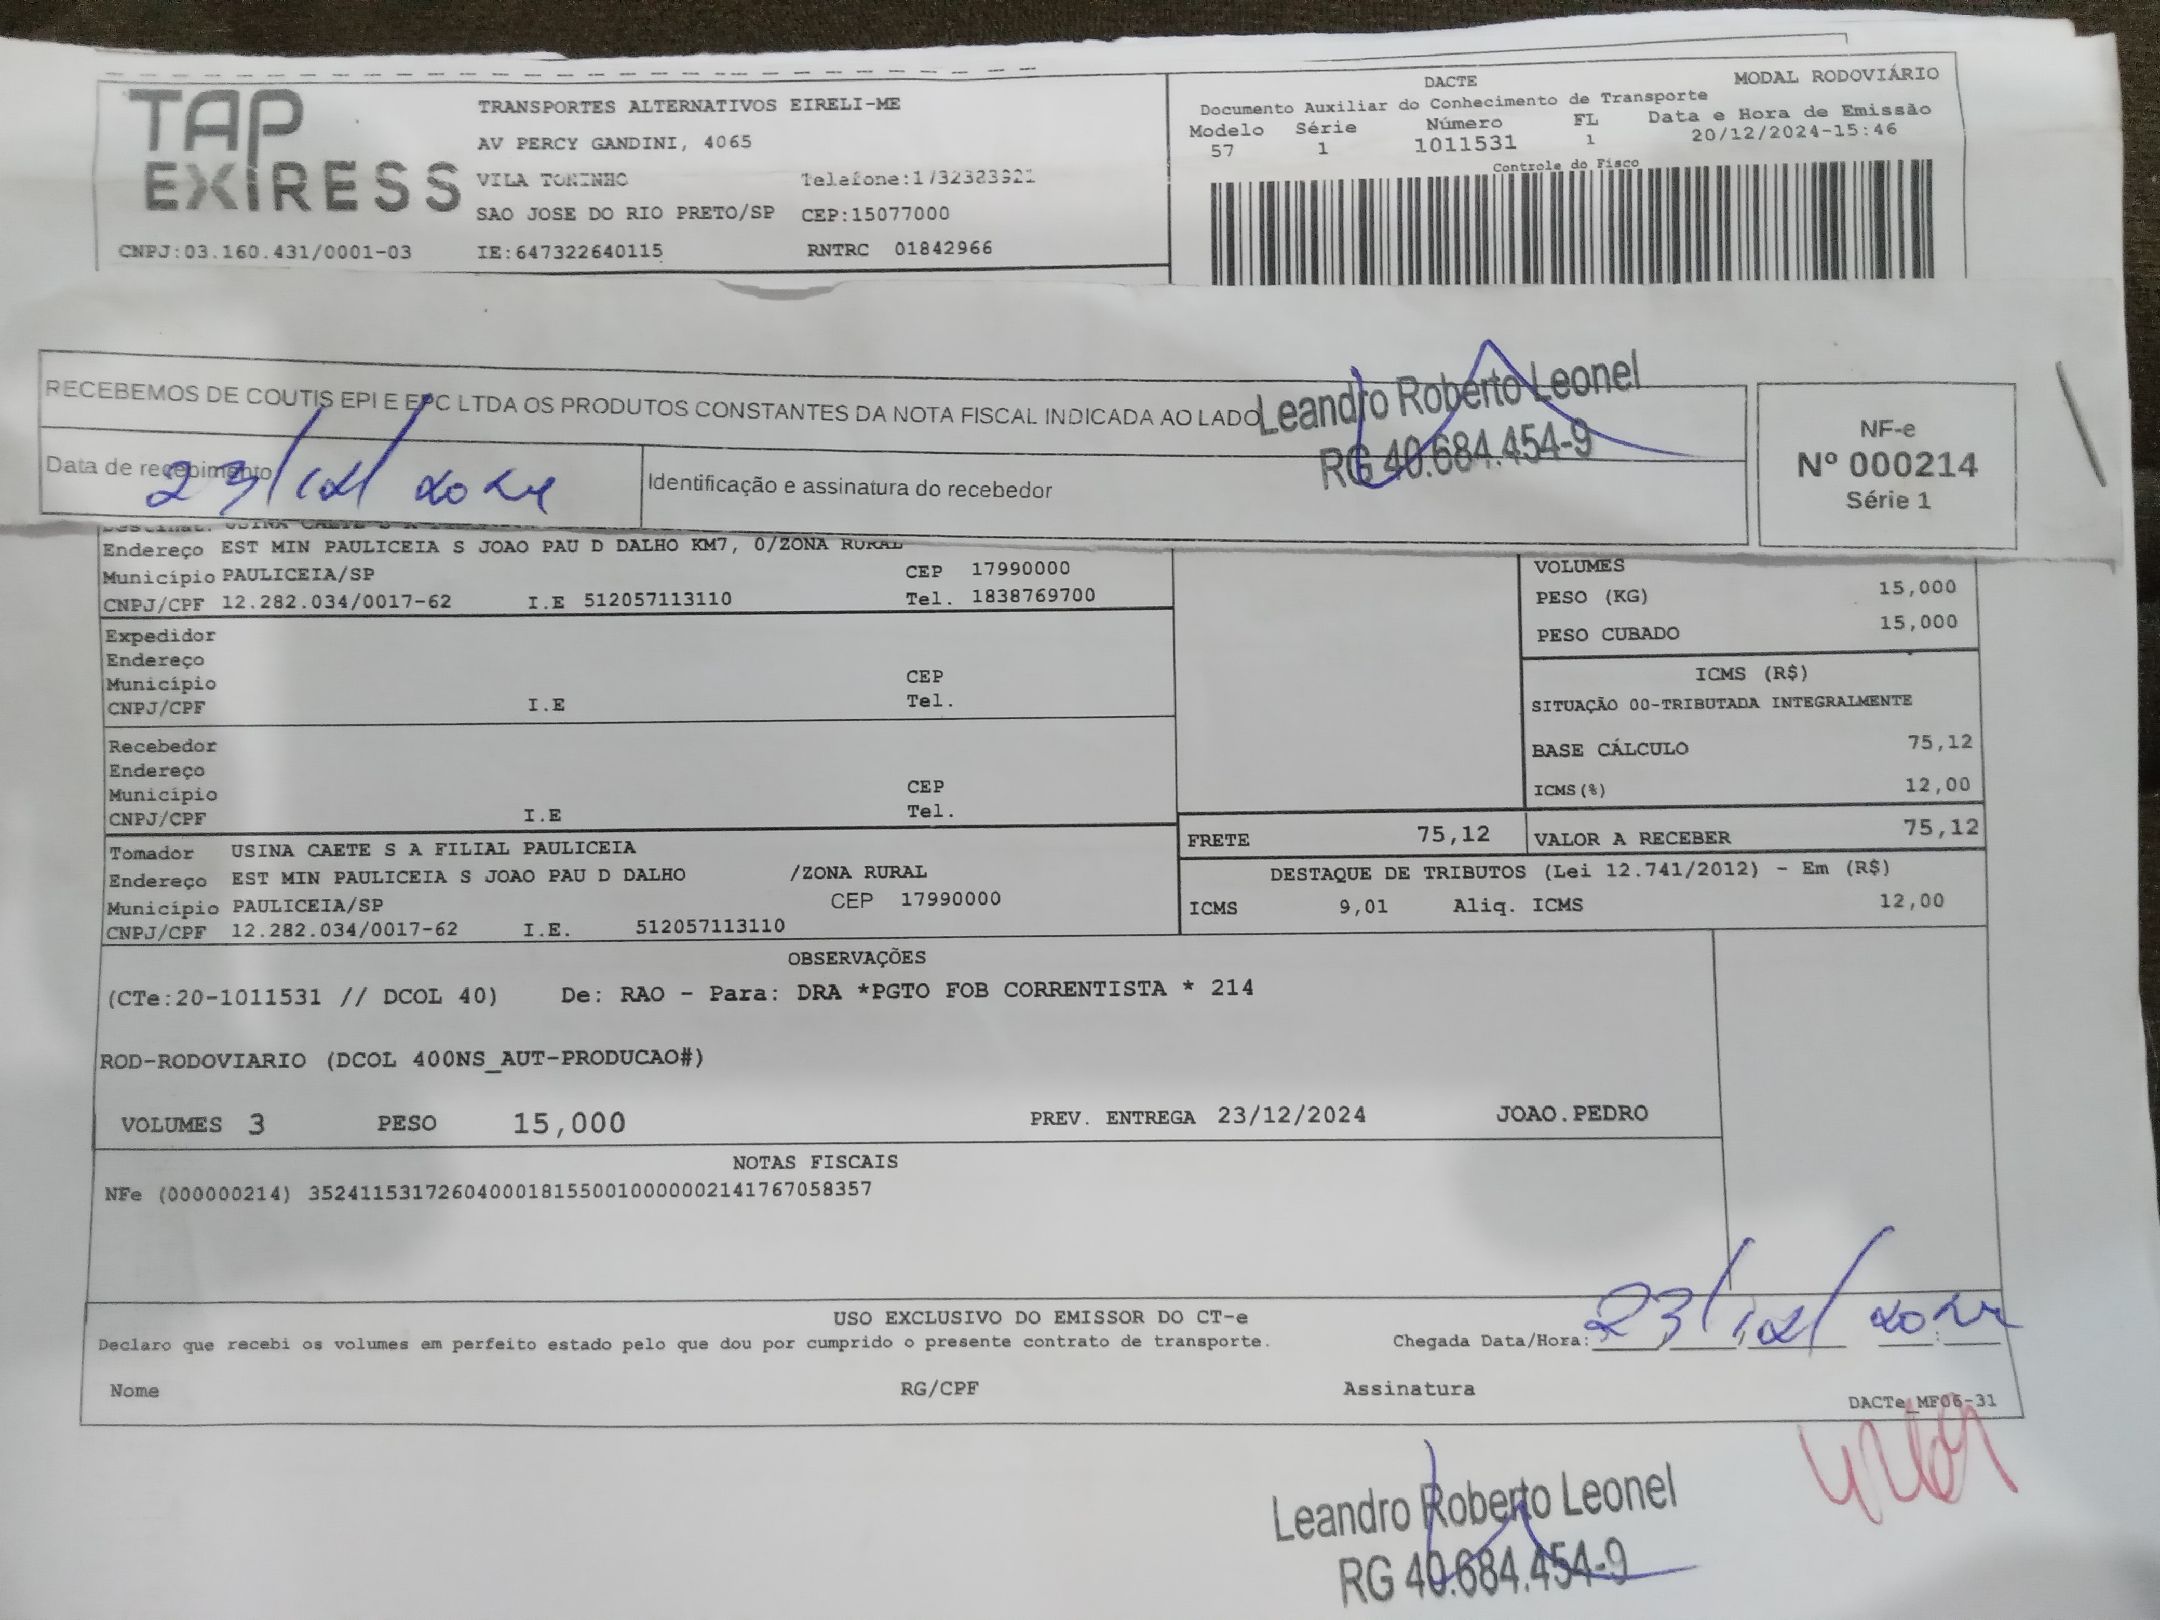 TAP
EXPRESS
TRANSPORTES ALTERNATIVOS EIRELI-ME
AV PERCY GANDINI, 4065
VILA TONINHO Telefone:1732323921
SAO JOSE DO RIO PRETO/SP CEP:15077000
CNPJ:03.160.431/0001-03 IE:647322640115 RNTRC 01842966
DACTE MODAL RODOVIÁRIO
Documento Auxiliar do Conhecimento de Transporte
Modelo Série Número FL Data e Hora de Emissão
57 1 1011531 1 20/12/2024-15:46
Controle do Fisco
RECEBEMOS DE COUTIS EPI E EPC LTDA OS PRODUTOS CONSTANTES DA NOTA FISCAL INDICADA AO LADO
Leandro Roberto Leonel
RG 40.684.454-9
Data de recebimento
23/12/2024
Identificação e assinatura do recebedor
NF-e
Nº 000214
Série 1
Endereço EST MIN PAULICEIA S JOAO PAU D DALHO KM7, 0/ZONA RURAL
Município PAULICEIA/SP CEP 17990000
CNPJ/CPF 12.282.034/0017-62 I.E 512057113110 Tel. 1838769700
VOLUMES
PESO (KG) 15,000
PESO CUBADO 15,000
Expedidor
Endereço
Município CEP
CNPJ/CPF I.E Tel.
ICMS (R$)
SITUAÇÃO 00-TRIBUTADA INTEGRALMENTE
BASE CÁLCULO 75,12
ICMS(%) 12,00
Recebedor
Endereço
Município CEP
CNPJ/CPF I.E Tel.
FRETE 75,12 VALOR A RECEBER 75,12
Tomador USINA CAETE S A FILIAL PAULICEIA
Endereço EST MIN PAULICEIA S JOAO PAU D DALHO /ZONA RURAL
Município PAULICEIA/SP CEP 17990000
CNPJ/CPF 12.282.034/0017-62 I.E. 512057113110
DESTAQUE DE TRIBUTOS (Lei 12.741/2012) - Em (R$)
ICMS 9,01 Aliq. ICMS 12,00
OBSERVAÇÕES
(CTe:20-1011531 // DCOL 40) De: RAO - Para: DRA *PGTO FOB CORRENTISTA * 214
ROD-RODOVIARIO (DCOL 400NS_AUT-PRODUCAO#)
VOLUMES 3 PESO 15,000 PREV. ENTREGA 23/12/2024 JOAO.PEDRO
NOTAS FISCAIS
NFe (000000214) 35241153172604000181550010000002141767058357
USO EXCLUSIVO DO EMISSOR DO CT-e
Declaro que recebi os volumes em perfeito estado pelo que dou por cumprido o presente contrato de transporte. Chegada Data/Hora: 23/12/2024
Nome RG/CPF Assinatura
DACTe_MF06-31
Leandro Roberto Leonel
RG 40.684.454-9